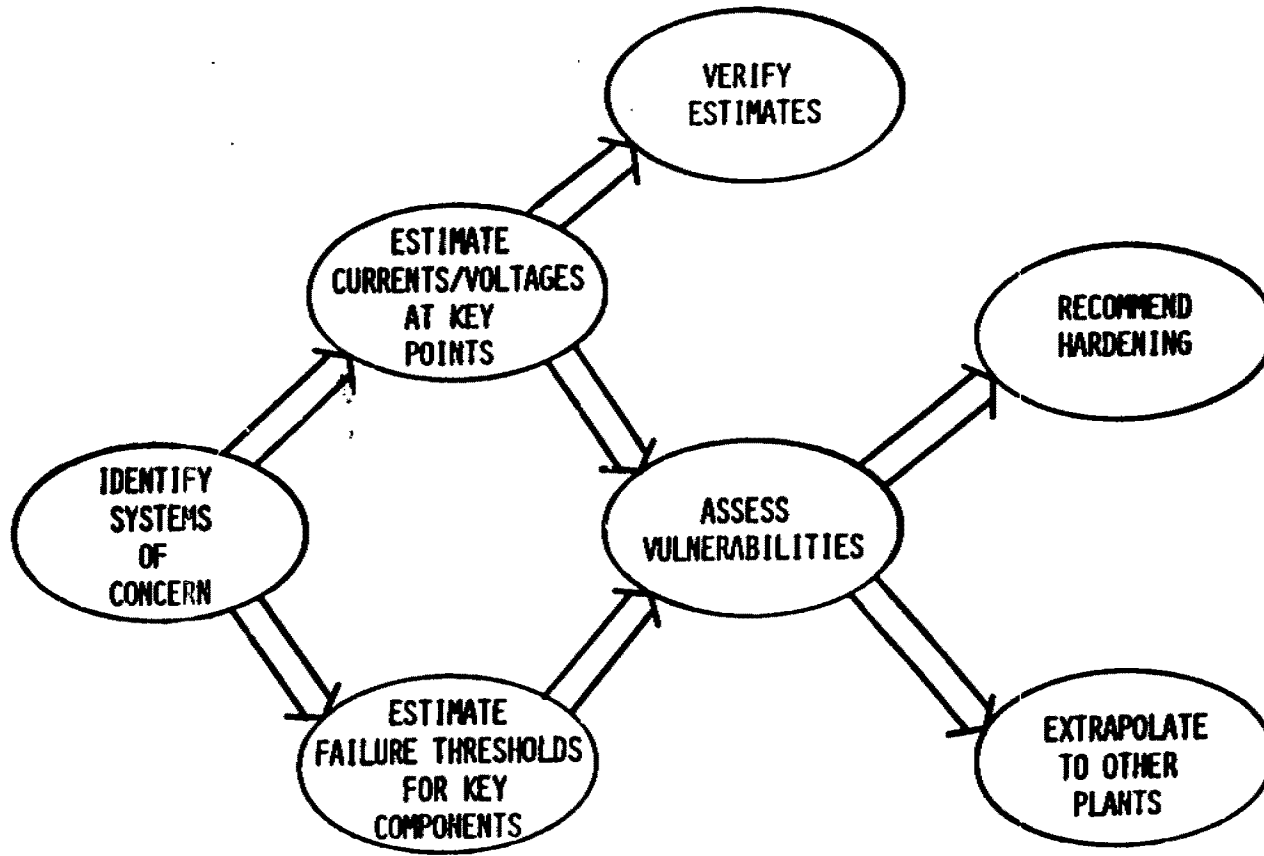 VERIFY
ESTIMATES
ESTIMATE
CURRENTS/VOLTAGES
AT KEY
POINTS
RECOMMEND
HARDENING
IDENTIFY
SYSTEMS
OF
CONCERN
ASSESS
VULNERABILITIES
ESTIMATE
FAILURE THRESHOLDS
FOR KEY
COMPONENTS
EXTRAPOLATE
TO OTHER
PLANTS